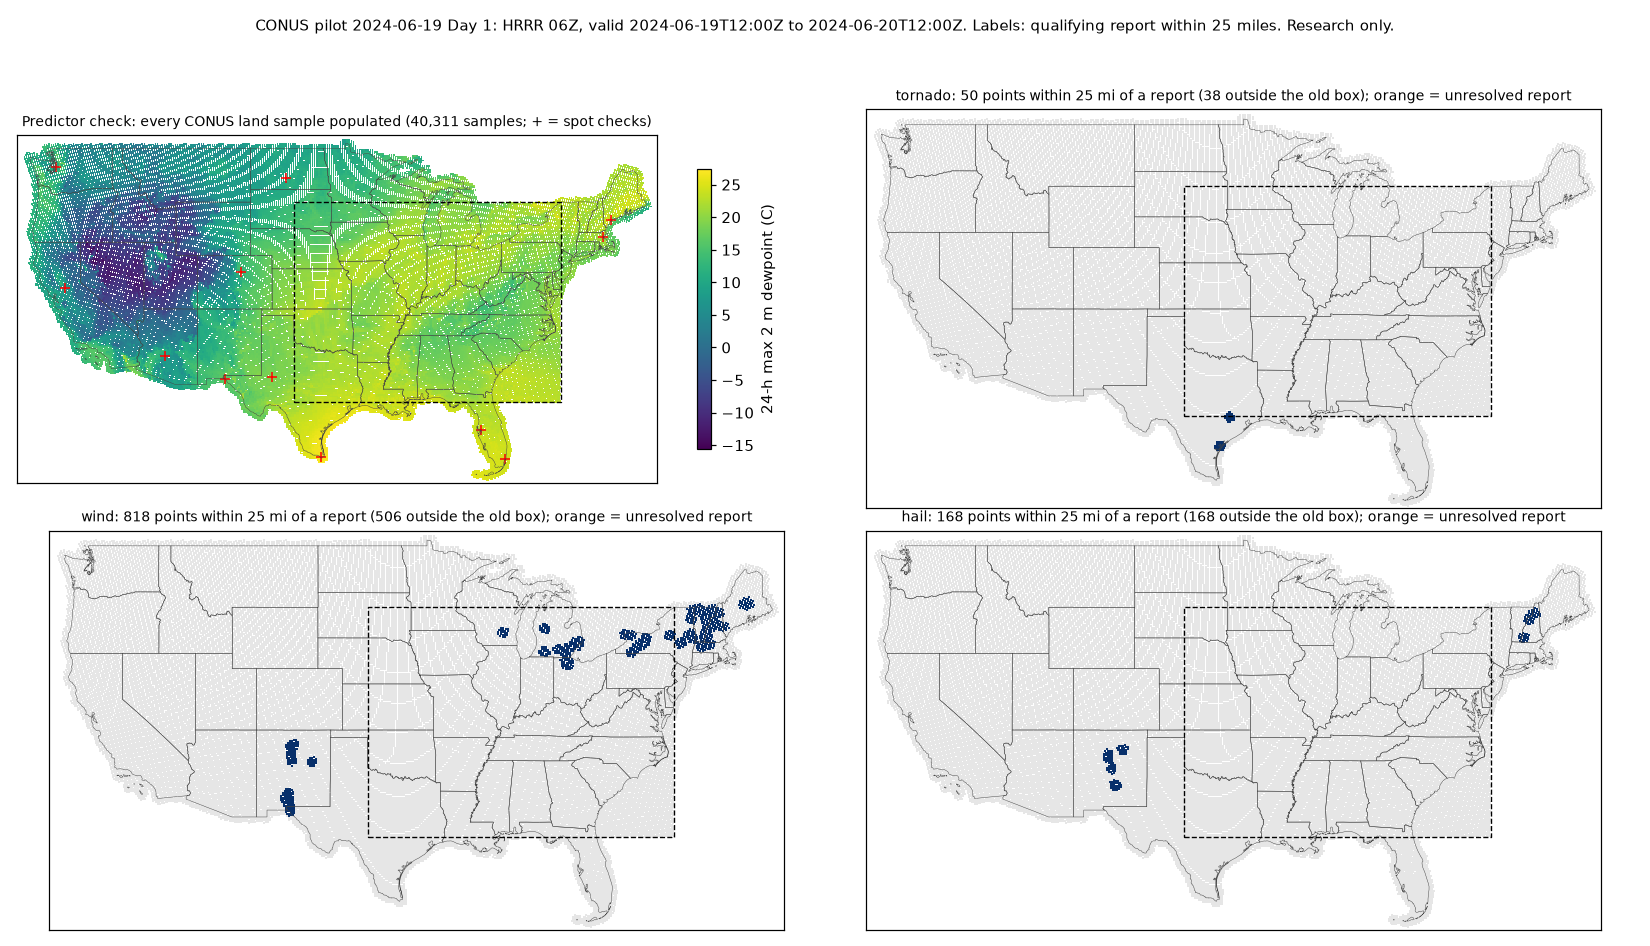 CONUS pilot 2024-06-19 Day 1: HRRR 06Z, valid 2024-06-19T12:00Z to 2024-06-20T12:00Z. Labels: qualifying report within 25 miles. Research only.
Predictor check: every CONUS land sample populated (40,311 samples; + = spot checks)
25
20
15
10
5
0
−5
−10
−15
24-h max 2 m dewpoint (C)
tornado: 50 points within 25 mi of a report (38 outside the old box); orange = unresolved report
wind: 818 points within 25 mi of a report (506 outside the old box); orange = unresolved report
hail: 168 points within 25 mi of a report (168 outside the old box); orange = unresolved report